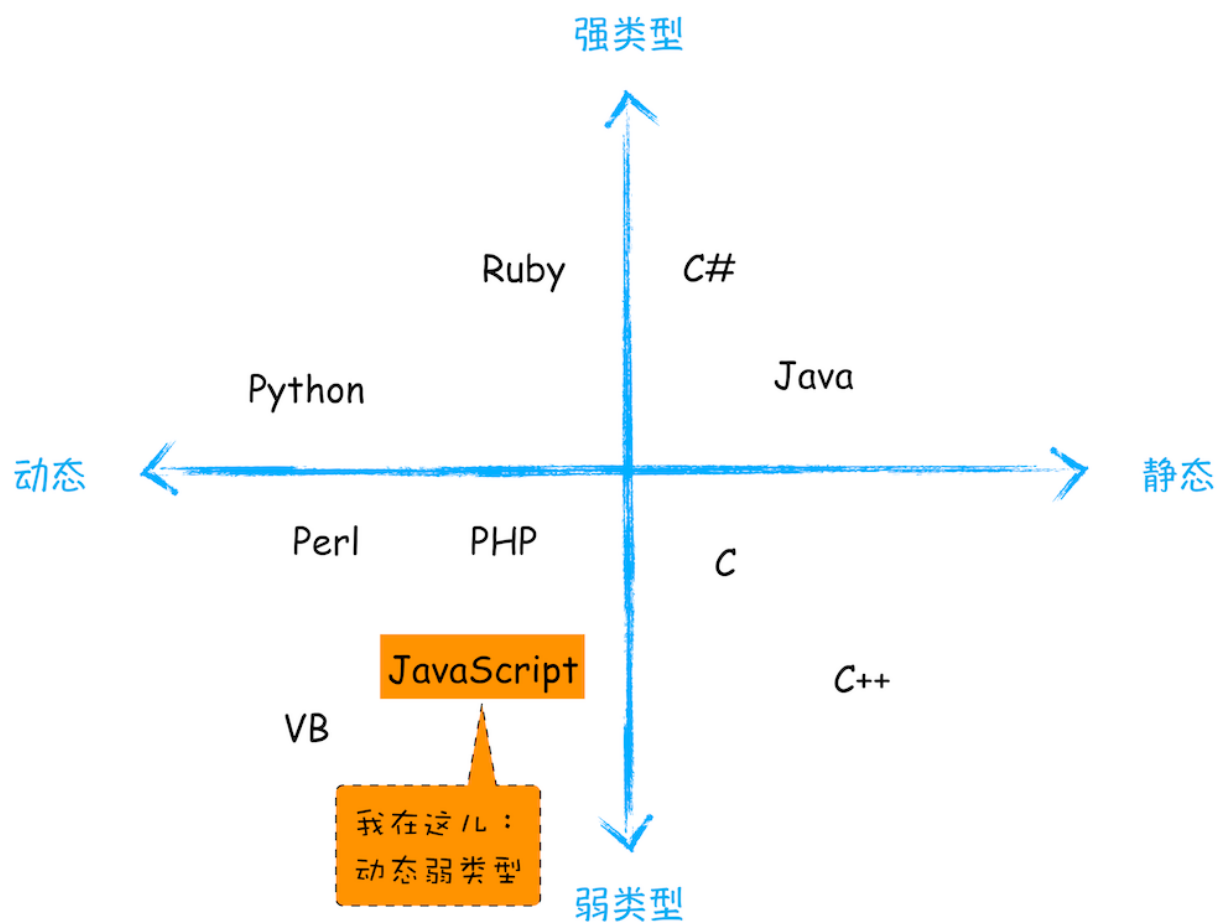 强类型
Ruby
C#
Python
Java
动态
静态
Perl
PHP
C
JavaScript
C++
VB
我在这儿：
动态弱类型
弱类型